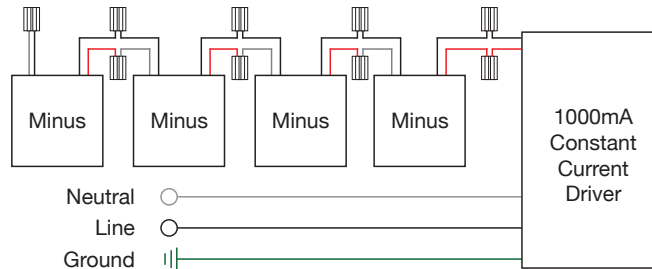 Minus Minus Minus Minus
1000mA
Constant
Current
Driver
Neutral
Line
Ground